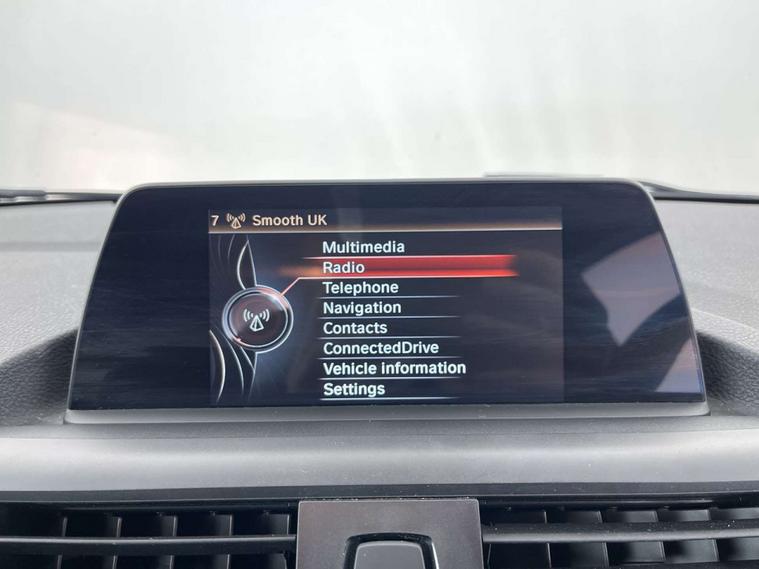 7 Smooth UK
Multimedia
Radio
Telephone
Navigation
Contacts
ConnectedDrive
Vehicle information
Settings